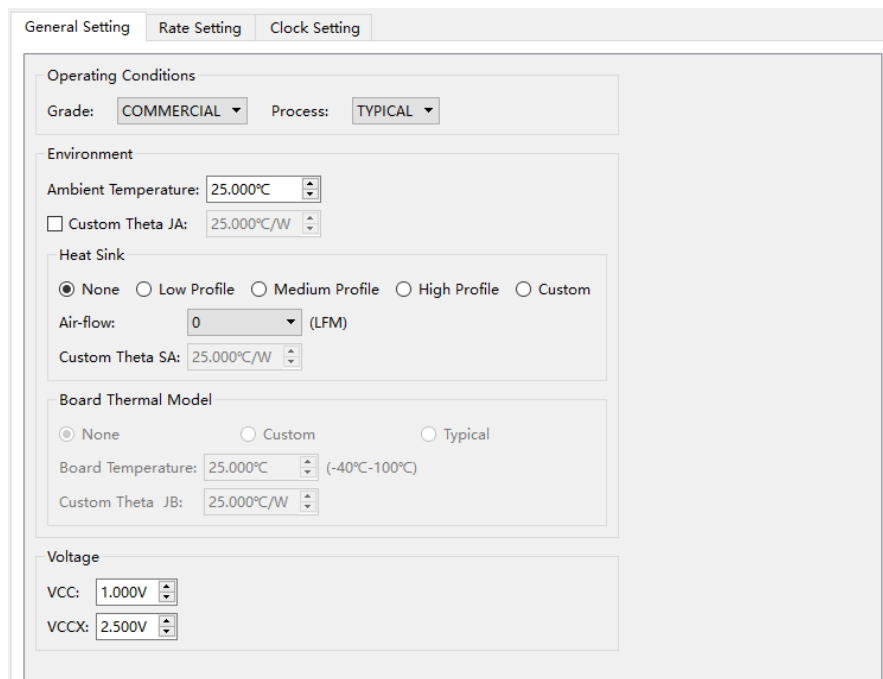 General Setting Rate Setting Clock Setting
Operating Conditions
Grade: COMMERCIAL Process: TYPICAL
Environment
Ambient Temperature: 25.000℃
Custom Theta JA: 25.000℃/W
Heat Sink
None Low Profile Medium Profile High Profile Custom
Air-flow: 0 (LFM)
Custom Theta SA: 25.000℃/W
Board Thermal Model
None Custom Typical
Board Temperature: 25.000℃ (-40℃-100℃)
Custom Theta JB: 25.000℃/W
Voltage
VCC: 1.000V
VCCX: 2.500V